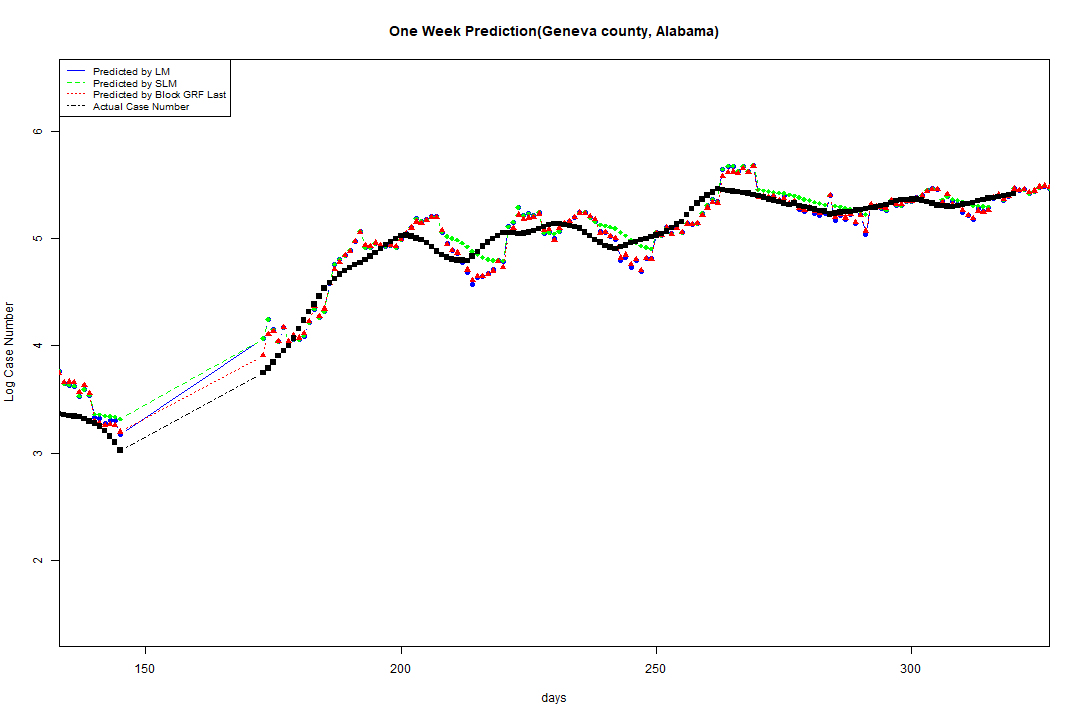 One Week Prediction(Geneva county, Alabama)
Predicted by LM
Predicted by SLM
Predicted by Block GRF Last
Actual Case Number
6
5
4
3
2
Log Case Number
150
200
250
300
days